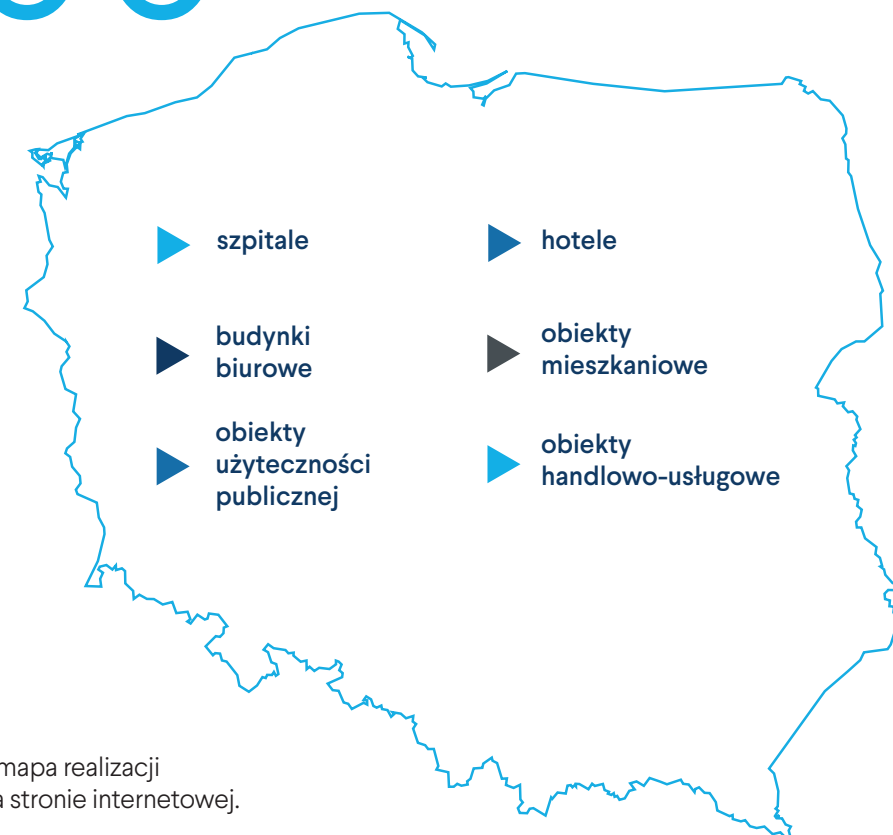 szpitale
budynki
biurowe
obiekty
użyteczności
publicznej
hotele
obiekty
mieszkaniowe
obiekty
handlowo-usługowe
mapa realizacji
stronie internetowej.